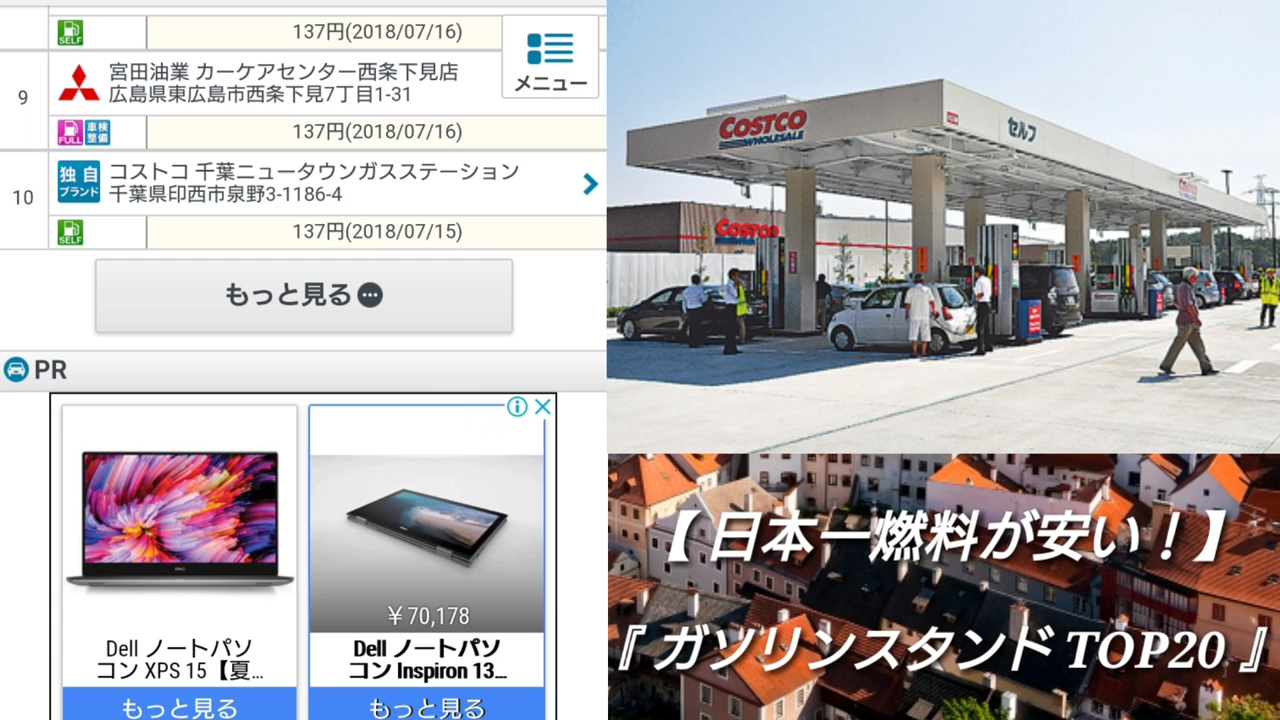 SELF
137円(2018/07/16)
メニュー
9
宮田油業 カーケアセンター西条下見店
広島県東広島市西条下見7丁目1-31
FULL
車検
整備
137円(2018/07/16)
10
独自
ブランド
コストコ 千葉ニュータウンガスステーション
千葉県印西市泉野3-1186-4
SELF
137円(2018/07/15)
もっと見る
PR
Dell ノートパソ
コン XPS 15【夏...
もっと見る
￥70,178
Dell ノートパソ
コン Inspiron 13...
もっと見る
COSTCO
WHOLESALE
セルフ
COSTCO
【日本一燃料が安い！】
『ガソリンスタンド TOP20』